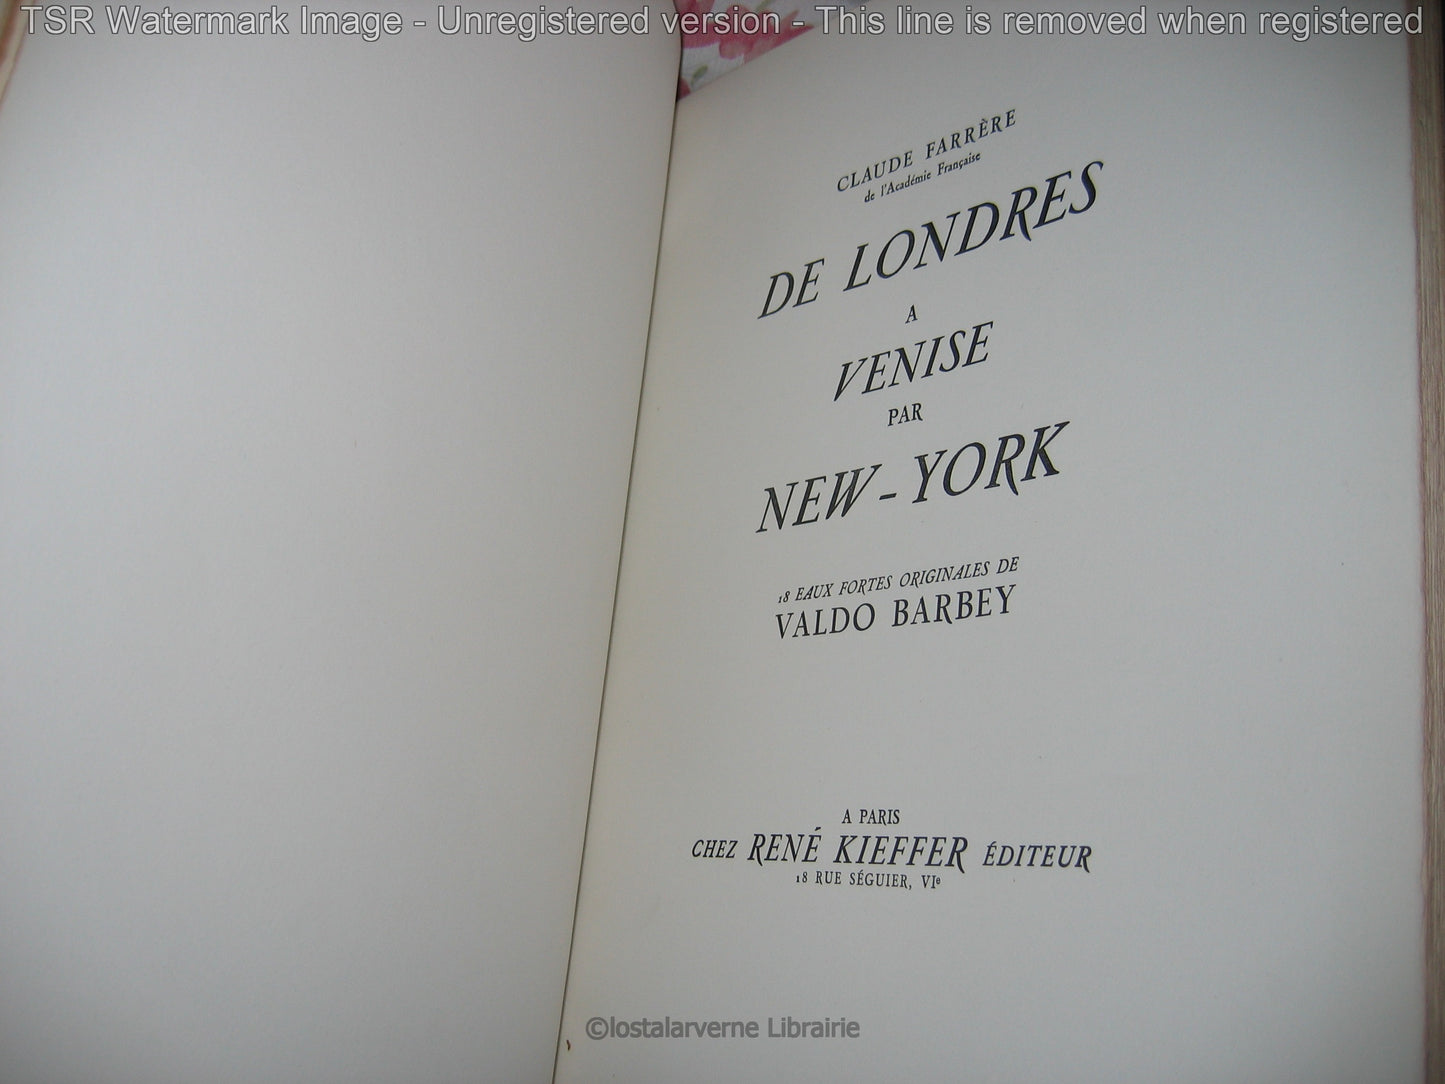 TSR Watermark Image - Unregistered version - This line is removed when registered
CLAUDE FARRÈRE
de l'Académie Française
DE LONDRES
A
VENISE
PAR
NEW-YORK
18 EAUX FORTES ORIGINALES DE
VALDO BARBEY
A PARIS
CHEZ RENÉ KIEFFER ÉDITEUR
18 RUE SÉGUIER, VIe
©lostalarverne Librairie